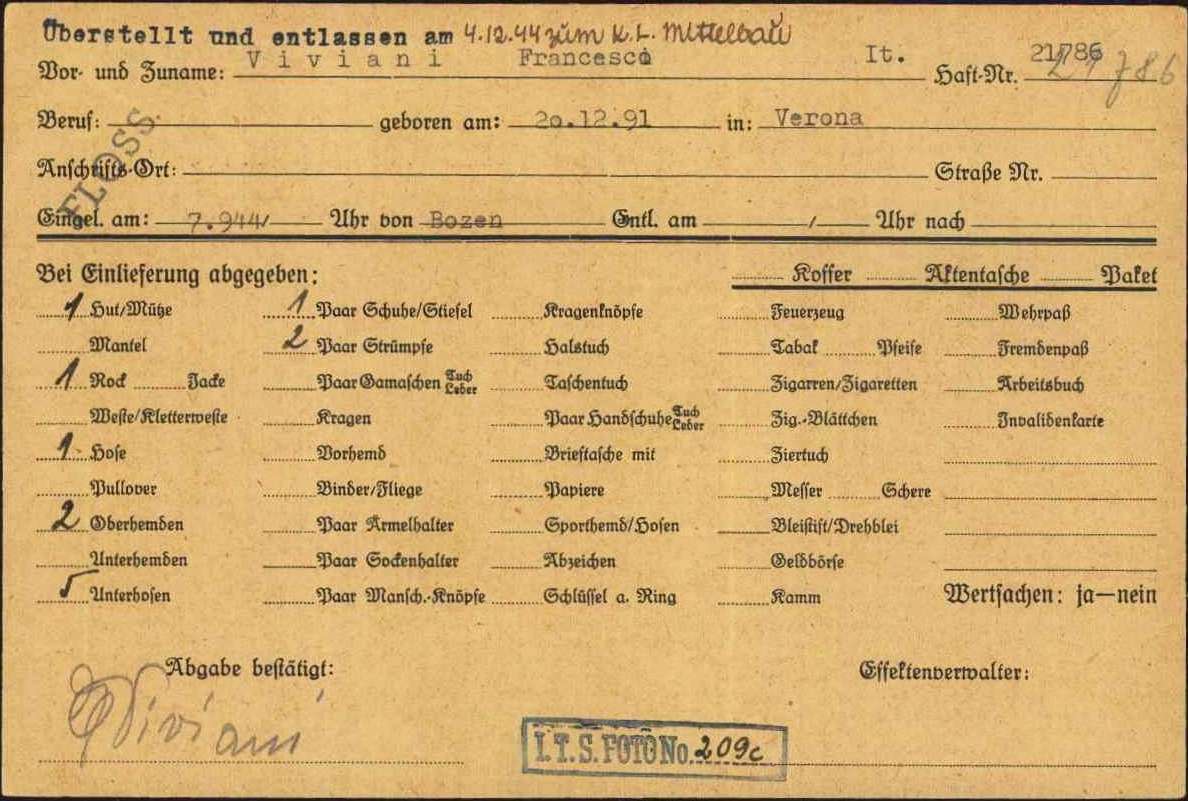 Überstellt und entlassen am 4.12.44 zum K.L. Mittelbau
Vor- und Zuname: Viviani Francesco It. Haft-Nr. 21786 21786
Beruf: geboren am: 20.12.91 in: Verona
FLOSS.
Anschrifts-Ort: Straße Nr.
Eingel. am: 7.944/ Uhr von Bozen Entl. am / Uhr nach
Bei Einlieferung abgegeben: Koffer Aktentasche Paket
1 Hut/Mütze 1 Paar Schuhe/Stiefel Kragenknöpfe Feuerzeug Wehrpaß
Mantel 2 Paar Strümpfe Halstuch Tabak Pfeife Fremdenpaß
1 Rock Jacke Paar Gamaschen Tuch Leder Taschentuch Zigarren/Zigaretten Arbeitsbuch
Weste/Kletterweste Kragen Paar Handschuhe Tuch Leder Zig.-Blättchen Invalidenkarte
1 Hose Vorhemd Brieftasche mit Ziertuch
Pullover Binder/Fliege Papiere Messer Schere
2 Oberhemden Paar Ärmelhalter Sporthemd/Hosen Bleistift/Drehblei
Unterhemden Paar Sockenhalter Abzeichen Geldbörse
Unterhosen Paar Mansch.-Knöpfe Schlüssel a. Ring Kamm Wertsachen: ja—nein
Abgabe bestätigt: Effektenverwalter:
Viviani
I.T.S. FOTO No. 209c